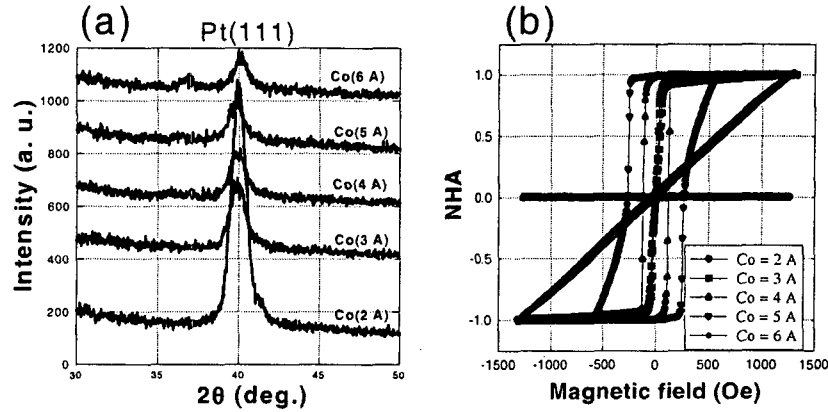 (a)
Pt(111)
1200
1000
800
600
400
200
0
Intensity (a. u.)
Co(6 A)
Co(5 A)
Co(4 A)
Co(3 A)
Co(2 A)
30
35
40
45
50
2θ (deg.)
(b)
1.0
0.5
0.0
-0.5
-1.0
NHA
Co = 2 A
Co = 3 A
Co = 4 A
Co = 5 A
Co = 6 A
-1500
-1000
-500
0
500
1000
1500
Magnetic field (Oe)